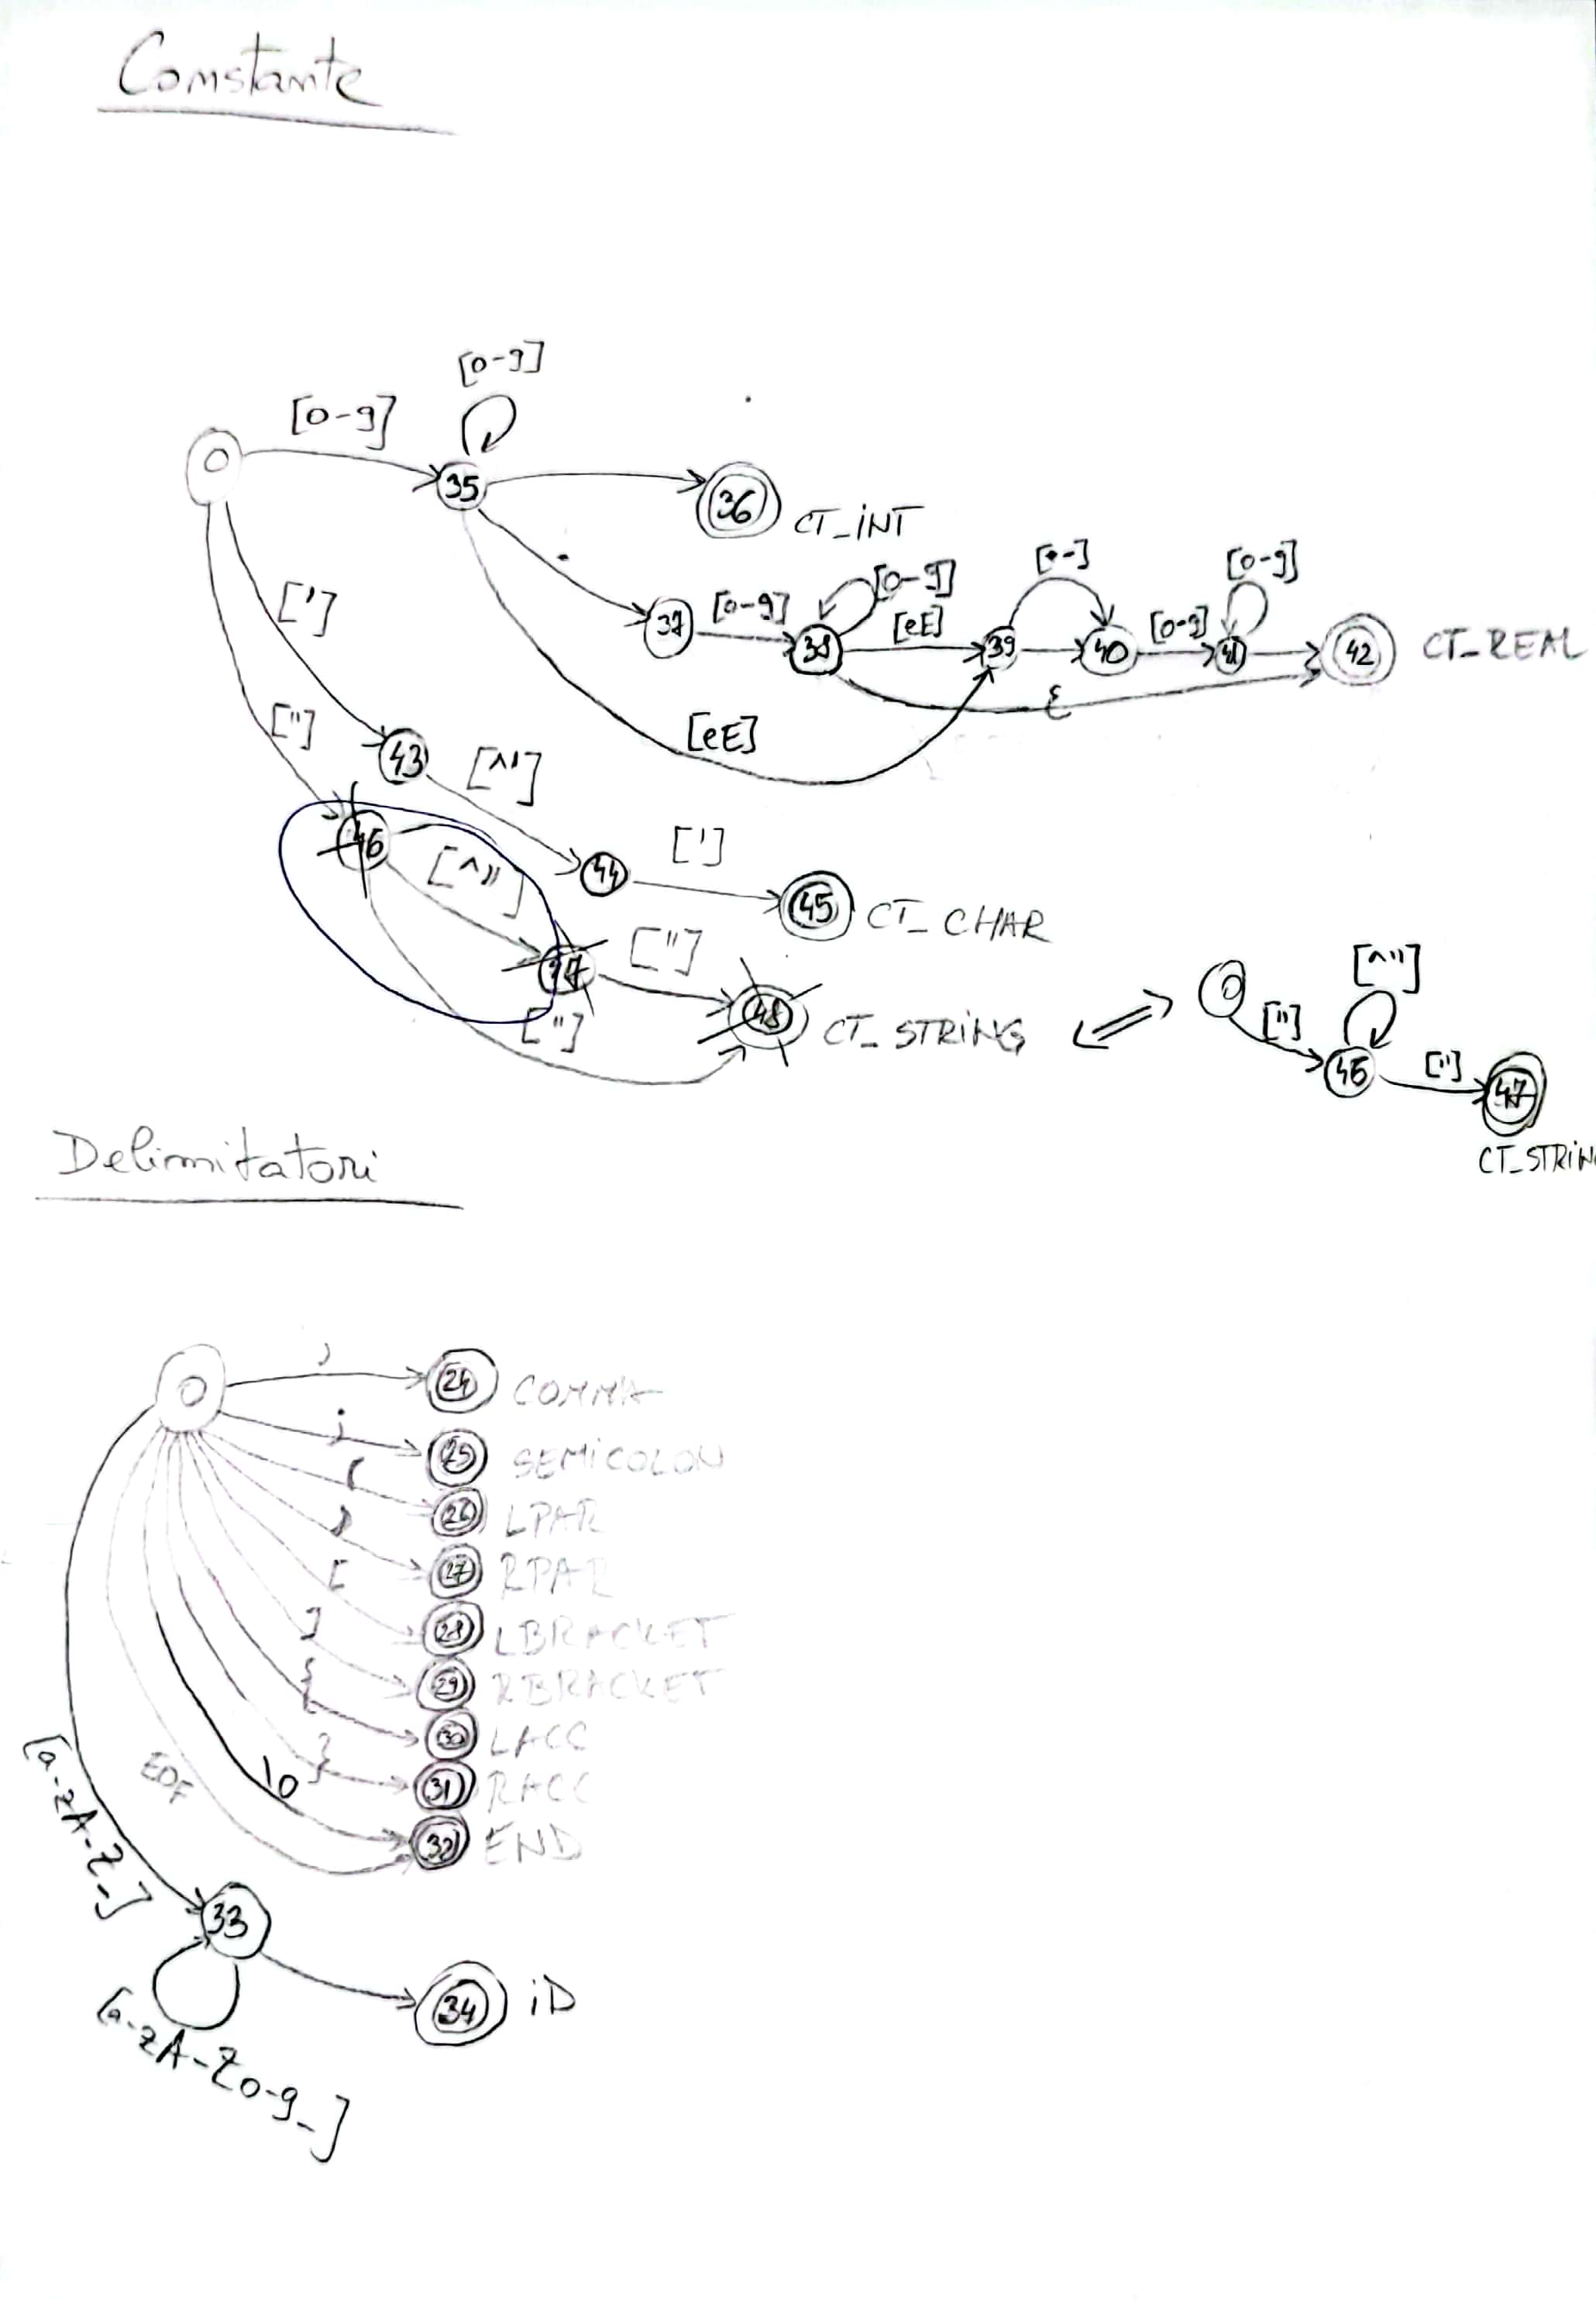 Constante
[0-9]
[0-9]
0
35
36
CT_iNT
.
[0-9]
[0-9]
[eE]
[+-]
[0-9]
[0-9]
37
38
39
40
41
42
CT_REAL
ε
[eE]
[']
["]
43
[^']
44
[']
45
CT_CHAR
46
[^"]
47
["]
["]
48
CT_STRiNG
0
["]
[^"]
46
["]
47
CT_STRiN
Delimitatori
0
, 24 COMMA
; 25 SEMiCOLON
( 26 LPAR
) 27 RPAR
[ 28 LBRACKET
] 29 RBRACKET
{ 30 LACC
} 31 RACC
EOF \0 32 END
[a-zA-Z_]
33
34 iD
[a-zA-Z0-9_]